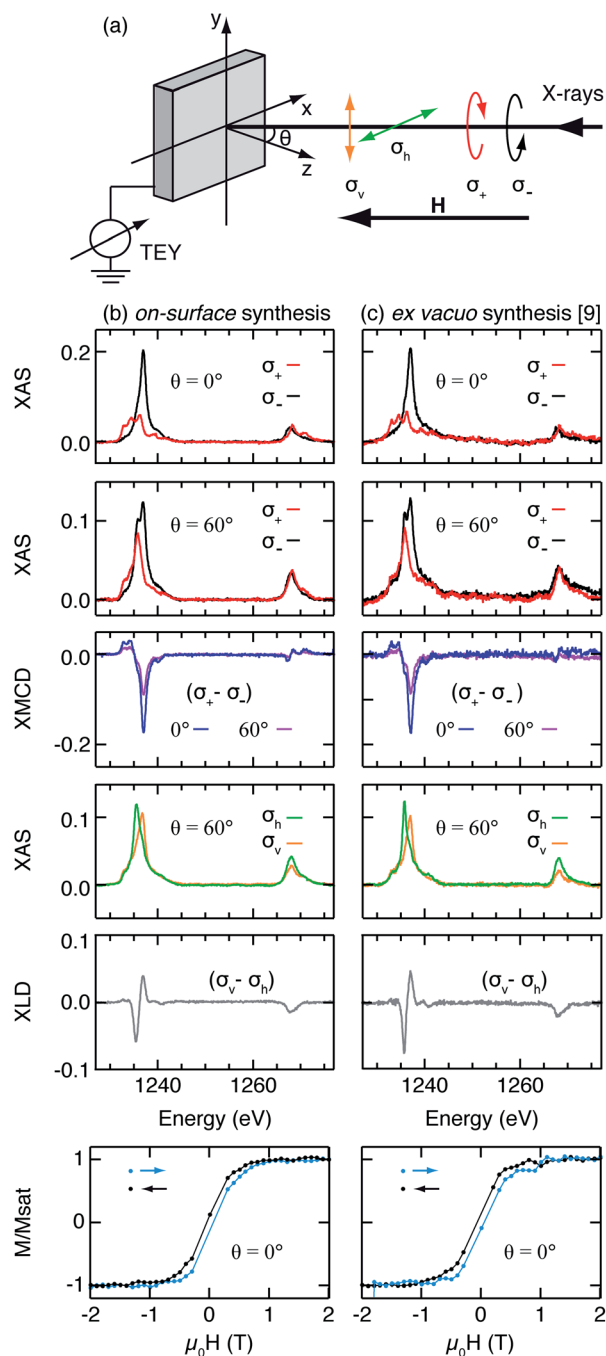 (a)
y
x
θ
z
X-rays
σᵥ
σₕ
σ₊
σ₋
H
TEY
(b) on-surface synthesis
(c) ex vacuo synthesis [9]
XAS
0.2
0.0
θ = 0°
σ₊
σ₋
θ = 0°
σ₊
σ₋
XAS
0.1
0.0
θ = 60°
σ₊
σ₋
θ = 60°
σ₊
σ₋
XMCD
0.0
-0.2
(σ₊- σ₋)
0° 60°
(σ₊- σ₋)
0° 60°
XAS
0.1
0.0
θ = 60°
σₕ
σᵥ
θ = 60°
σₕ
σᵥ
XLD
0.1
0.0
-0.1
(σᵥ- σₕ)
(σᵥ- σₕ)
1240 1260
1240 1260
Energy (eV)
Energy (eV)
M/Msat
1
0
-1
θ = 0°
-2 -1 0 1 2
μ₀H (T)
1
0
-1
θ = 0°
-2 -1 0 1 2
μ₀H (T)